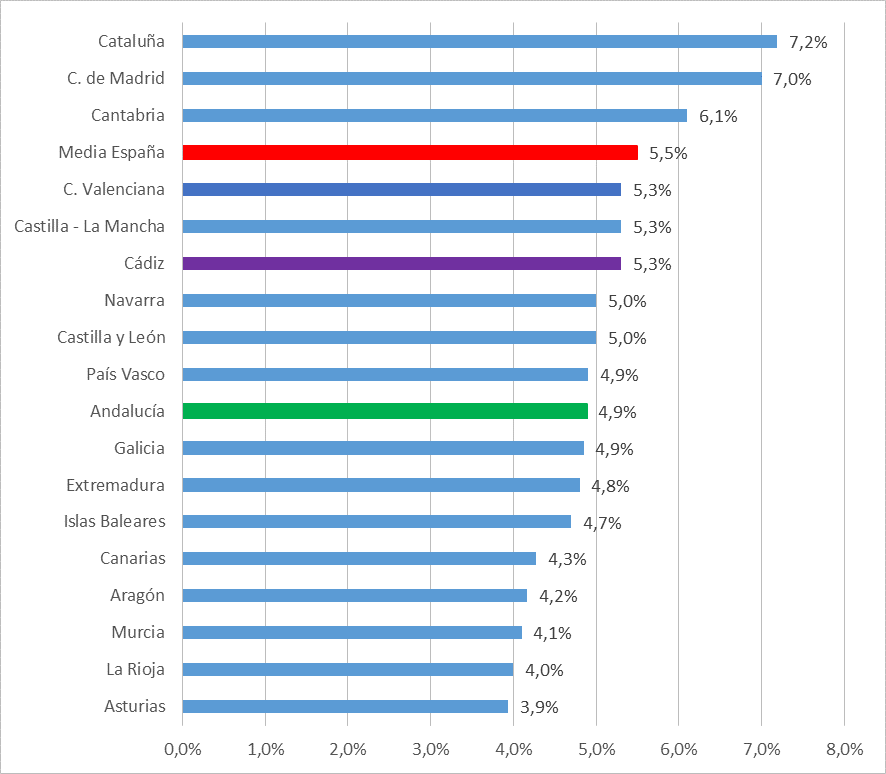 Cataluña 7,2%
C. de Madrid 7,0%
Cantabria 6,1%
Media España 5,5%
C. Valenciana 5,3%
Castilla - La Mancha 5,3%
Cádiz 5,3%
Navarra 5,0%
Castilla y León 5,0%
País Vasco 4,9%
Andalucía 4,9%
Galicia 4,9%
Extremadura 4,8%
Islas Baleares 4,7%
Canarias 4,3%
Aragón 4,2%
Murcia 4,1%
La Rioja 4,0%
Asturias 3,9%
0,0% 1,0% 2,0% 3,0% 4,0% 5,0% 6,0% 7,0% 8,0%